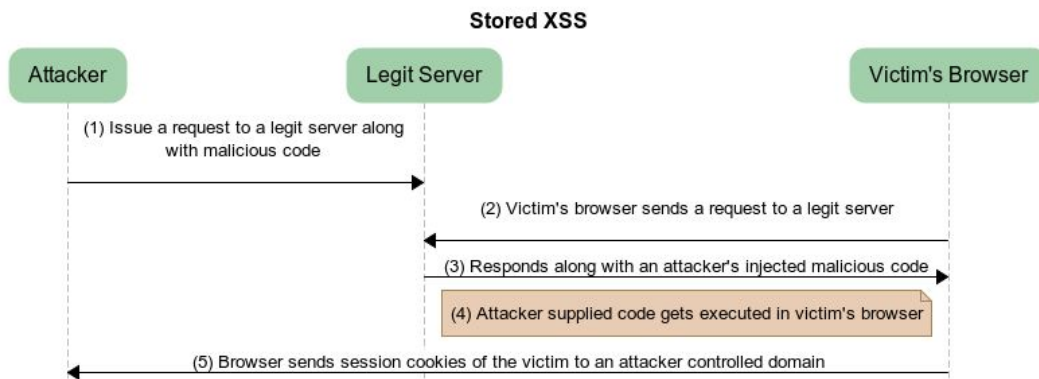 Stored XSS
Attacker
Legit Server
Victim's Browser
(1) Issue a request to a legit server along
with malicious code
(2) Victim's browser sends a request to a legit server
(3) Responds along with an attacker's injected malicious code
(4) Attacker supplied code gets executed in victim's browser
(5) Browser sends session cookies of the victim to an attacker controlled domain